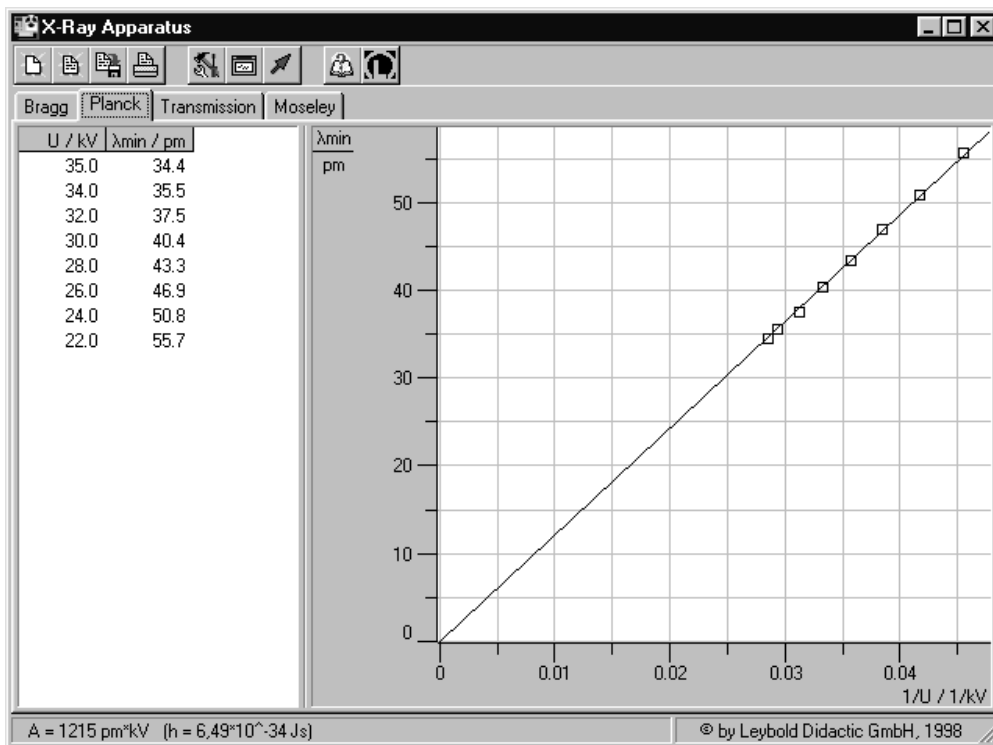 X-Ray Apparatus
Bragg Planck Transmission Moseley
U / kV λmin / pm
35.0 34.4
34.0 35.5
32.0 37.5
30.0 40.4
28.0 43.3
26.0 46.9
24.0 50.8
22.0 55.7
λmin
pm
50
40
30
20
10
0
0 0.01 0.02 0.03 0.04
1/U / 1/kV
A = 1215 pm*kV (h = 6,49*10^-34 Js)
© by Leybold Didactic GmbH, 1998